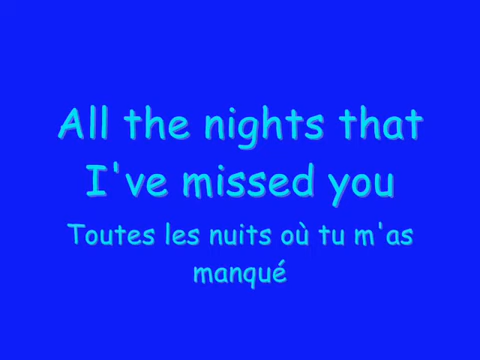 All the nights that
I've missed you
Toutes les nuits où tu m'as
manqué